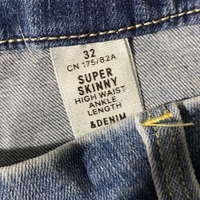 32
CN 175/82A
SUPER
SKINNY
HIGH WAIST
ANKLE
LENGTH
&DENIM